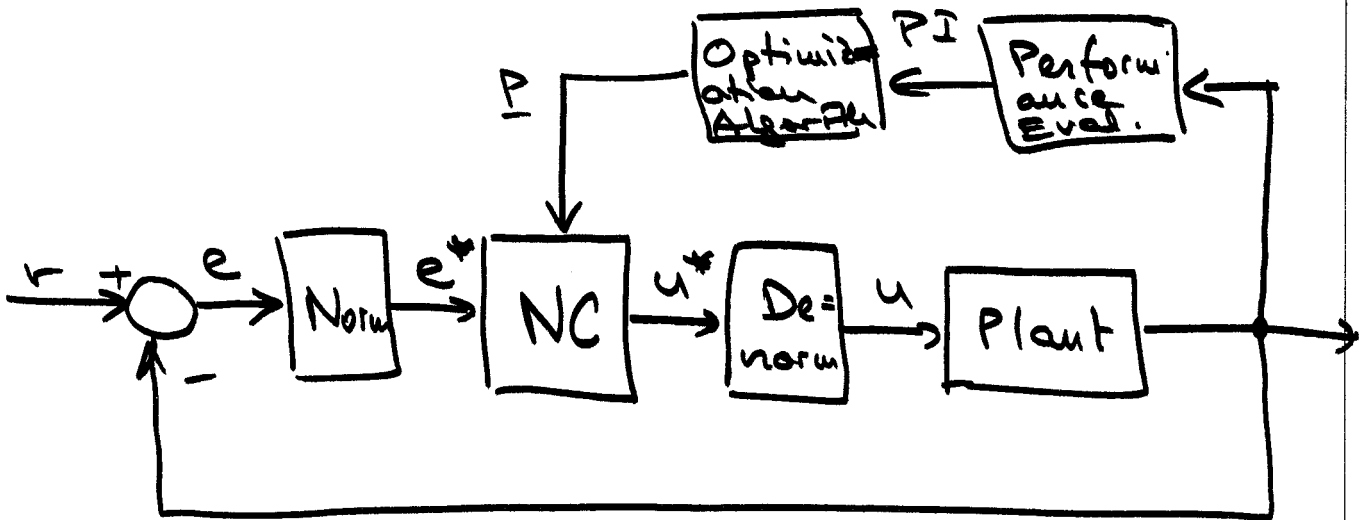 Optimiz
ation
Algorith
PI
Perform
ance
Eval.
P
r
+
-
e
Norm
e*
NC
u*
De=
norm
u
Plant